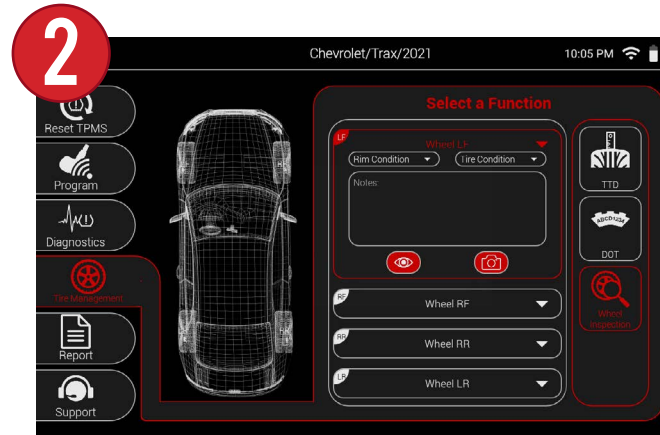 2
Chevrolet/Trax/2021
10:05 PM
Reset TPMS
Program
Diagnostics
Tire Management
Report
Support
Select a Function
LF
Wheel LF
Rim Condition
Tire Condition
Notes:
RF
Wheel RF
RR
Wheel RR
LR
Wheel LR
TTD
ABCD1234
DOT
Wheel
Inspection